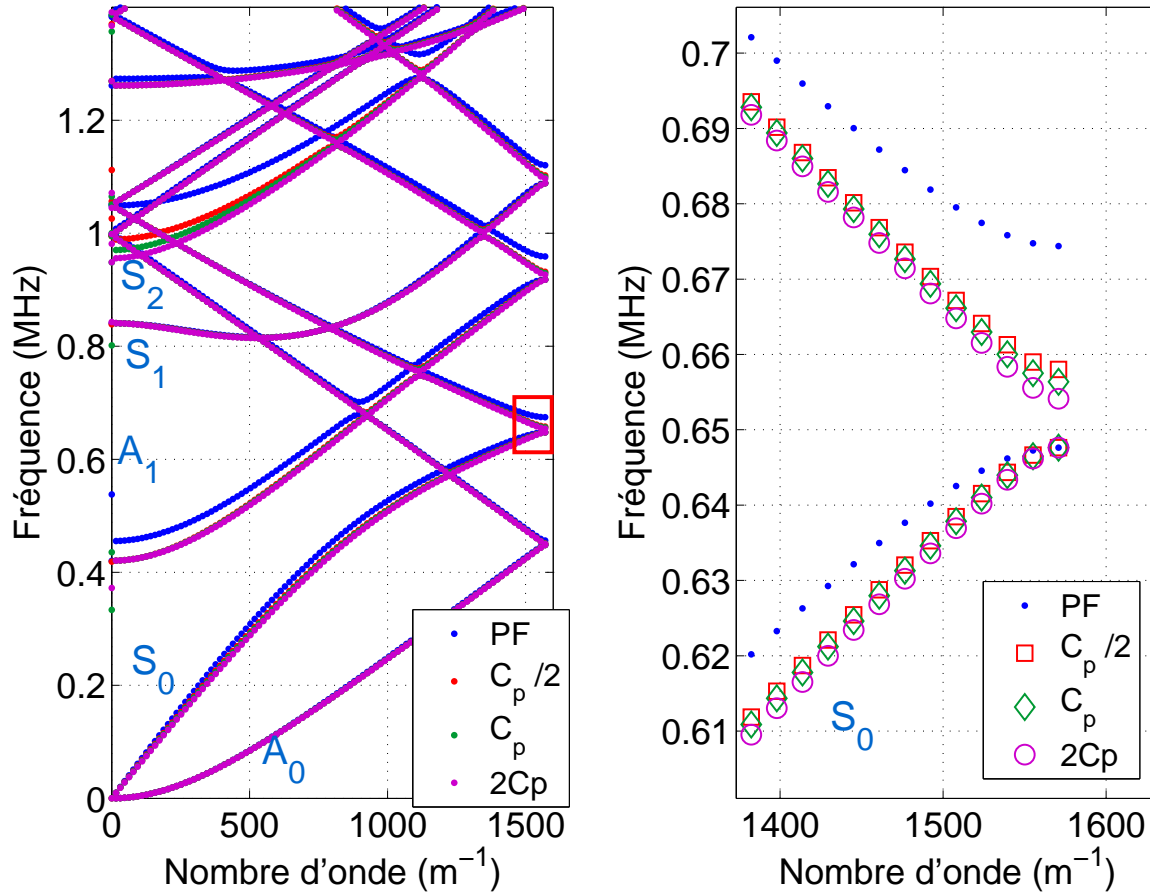 Fréquence (MHz)
1.2
1
0.8
0.6
0.4
0.2
0
S2
S1
A1
S0
A0
PF
Cp /2
Cp
2Cp
0
500
1000
1500
Nombre d'onde (m−1)
Fréquence (MHz)
0.7
0.69
0.68
0.67
0.66
0.65
0.64
0.63
0.62
0.61
S0
PF
Cp /2
Cp
2Cp
1400
1500
1600
Nombre d'onde (m−1)